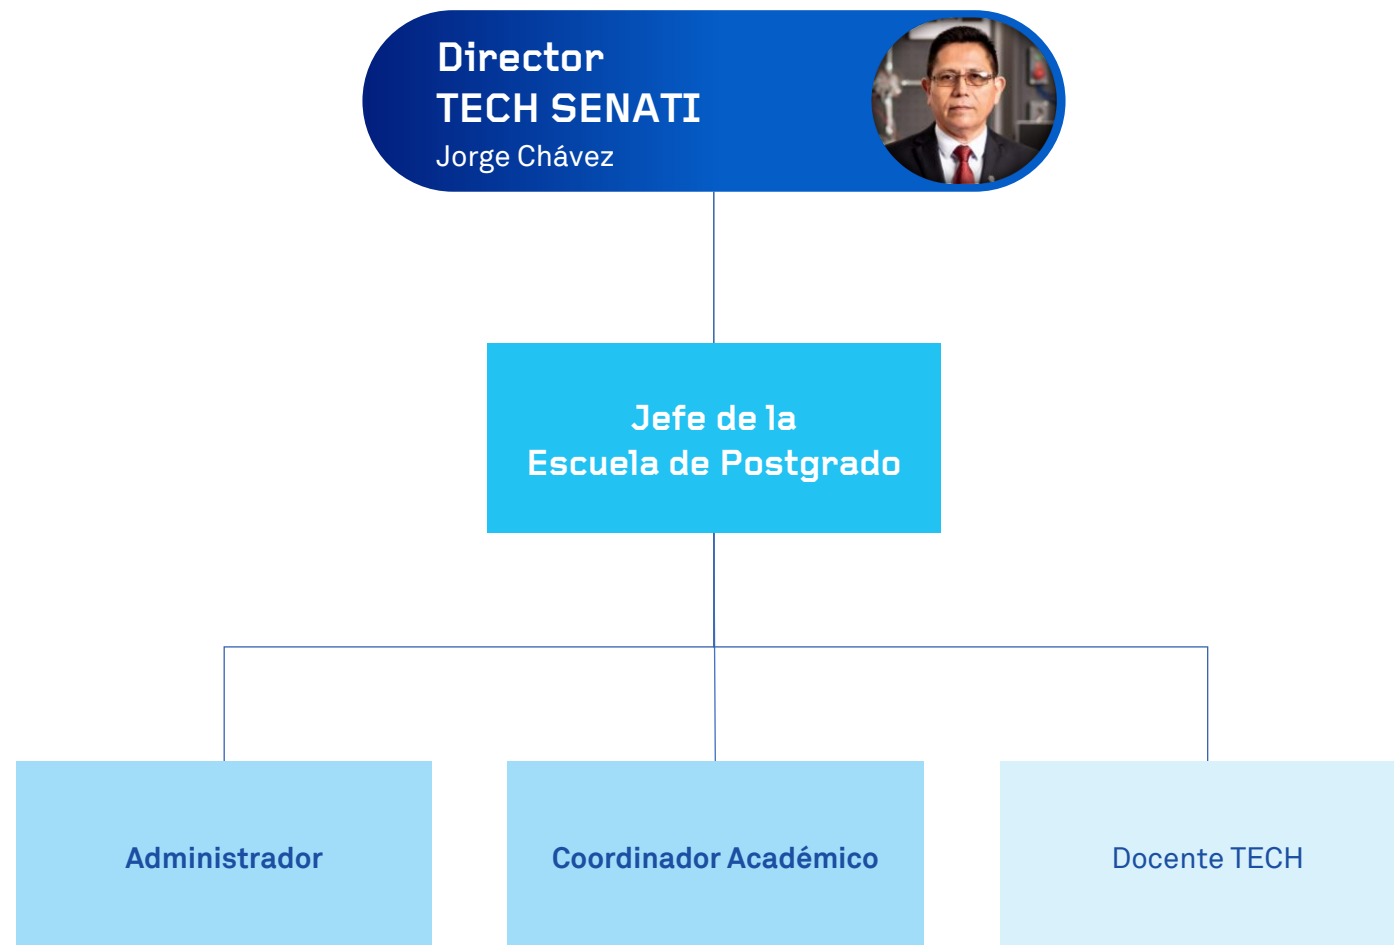 Director
TECH SENATI
Jorge Chávez
Jefe de la
Escuela de Postgrado
Administrador
Coordinador Académico
Docente TECH